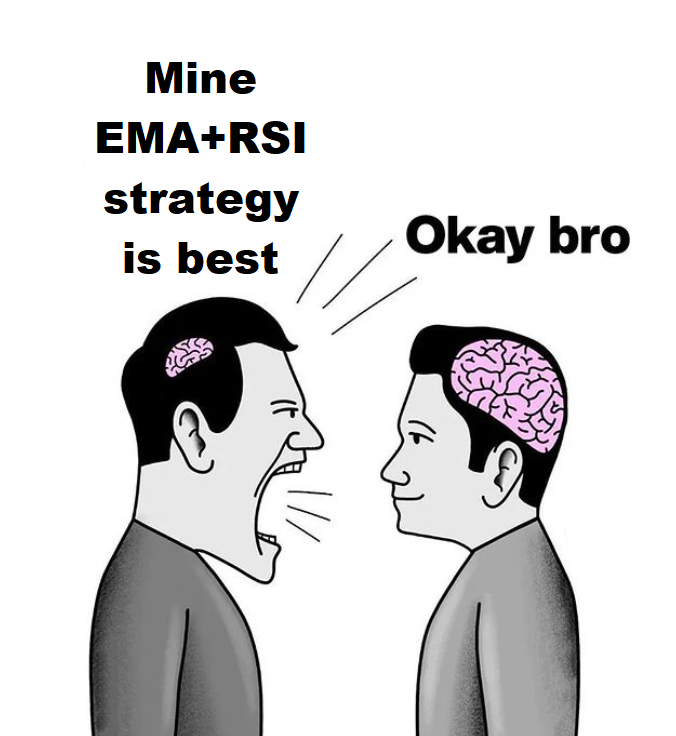 Mine
EMA+RSI
strategy
is best
Okay bro